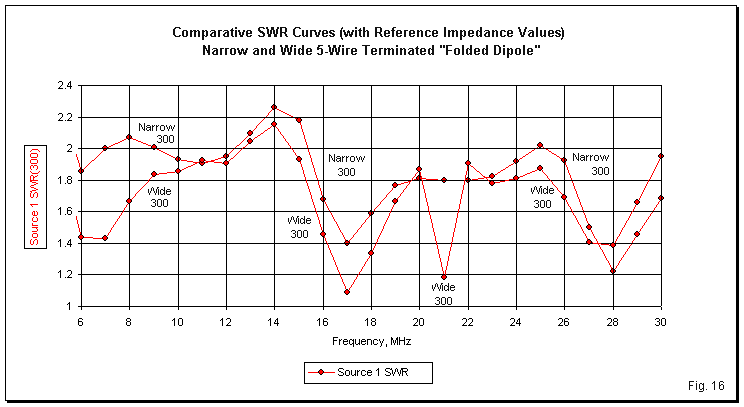 Comparative SWR Curves (with Reference Impedance Values)
Narrow and Wide 5-Wire Terminated "Folded Dipole"
Source 1 SWR(300)
2.4
2.2
2
1.8
1.6
1.4
1.2
1
Narrow
300
Wide
300
Narrow
300
Wide
300
Wide
300
Narrow
300
Wide
300
6
8
10
12
14
16
18
20
22
24
26
28
30
Frequency, MHz
Source 1 SWR
Fig. 16